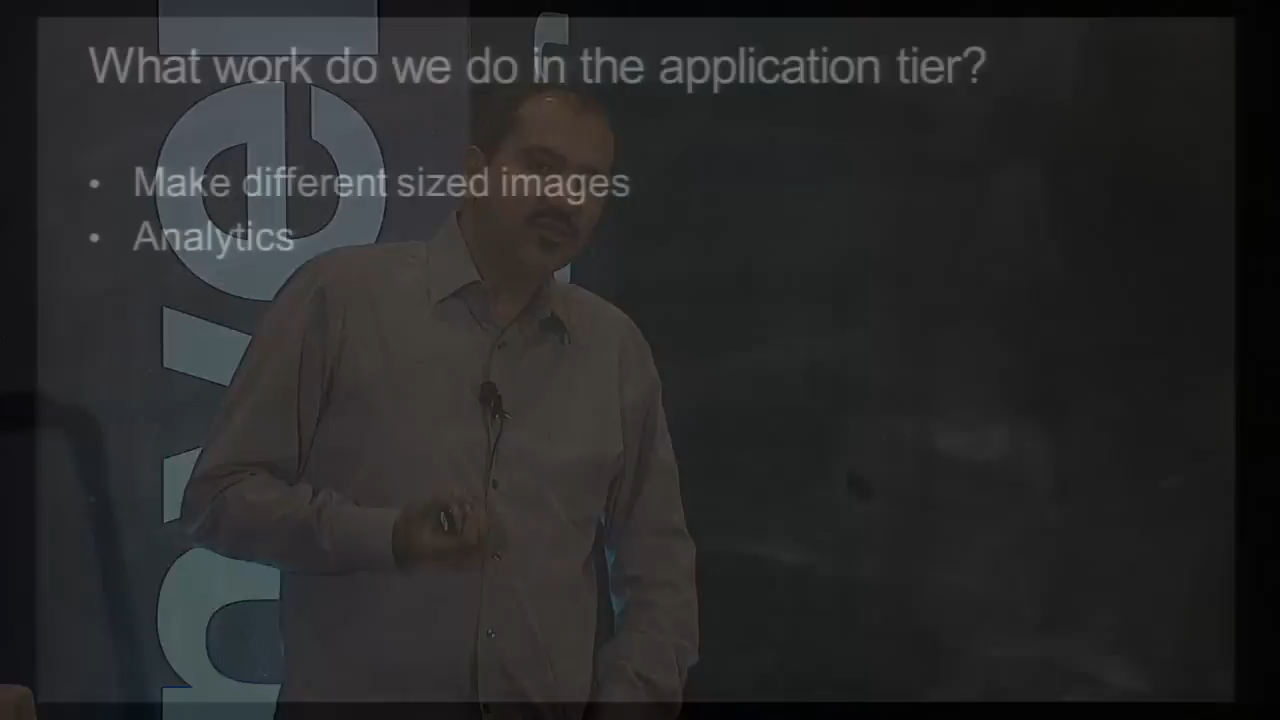 What work do we do in the application tier?
• Make different sized images
• Analytics